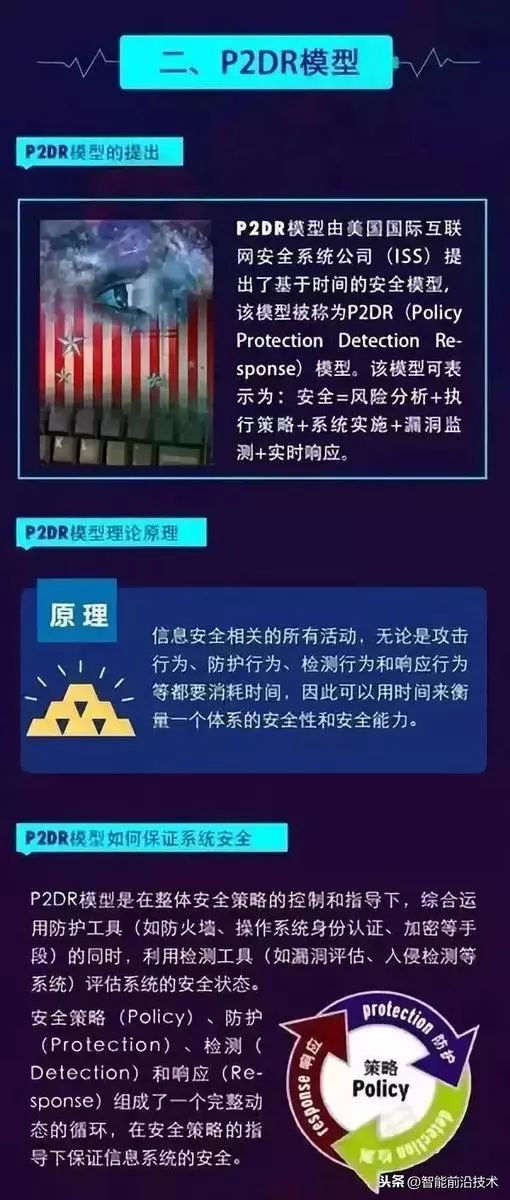 二、P2DR模型
P2DR模型的提出
P2DR模型由美国国际互联
网安全系统公司（ISS）提
出了基于时间的安全模型，
该模型被称为P2DR（Policy
Protection Detection Re-
sponse）模型。该模型可表
示为：安全=风险分析+执
行策略+系统实施+漏洞监
测+实时响应。
P2DR模型理论原理
原理
信息安全相关的所有活动，无论是攻击
行为、防护行为、检测行为和响应行为
等都要消耗时间，因此可以用时间来衡
量一个体系的安全性和安全能力。
P2DR模型如何保证系统安全
P2DR模型是在整体安全策略的控制和指导下，综合运
用防护工具（如防火墙、操作系统身份认证、加密等手
段）的同时，利用检测工具（如漏洞评估、入侵检测等
系统）评估系统的安全状态。
安全策略（Policy）、防护
（Protection）、检测（
Detection）和响应（Re-
sponse）组成了一个完整动
态的循环，在安全策略的指
导下保证信息系统的安全。
protection 防护
策略
Policy
response 响应
detection 检测
头条@智能前沿技术